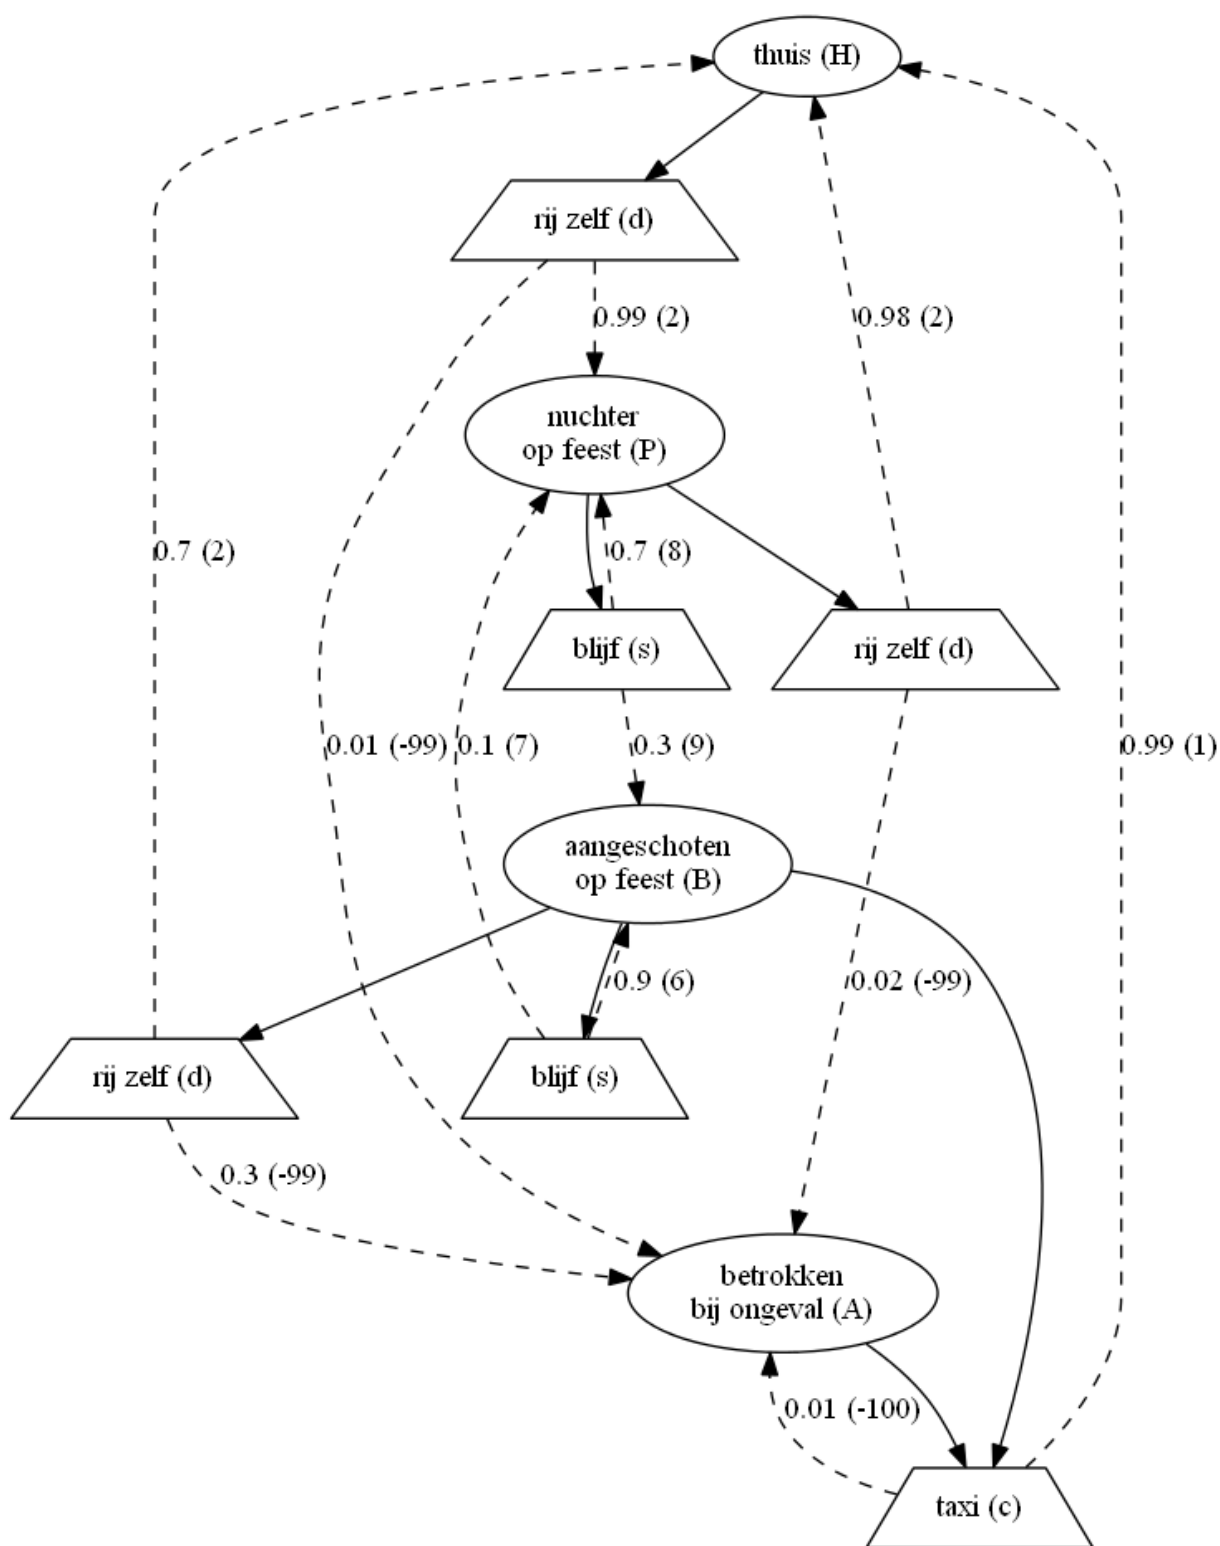 thuis (H)
rij zelf (d)
0.99 (2)
0.98 (2)
nuchter
op feest (P)
0.7 (2)
0.7 (8)
blijf (s)
rij zelf (d)
0.01 (-99)
0.1 (7)
0.3 (9)
0.99 (1)
aangeschoten
op feest (B)
0.9 (6)
0.02 (-99)
rij zelf (d)
blijf (s)
0.3 (-99)
betrokken
bij ongeval (A)
0.01 (-100)
taxi (c)